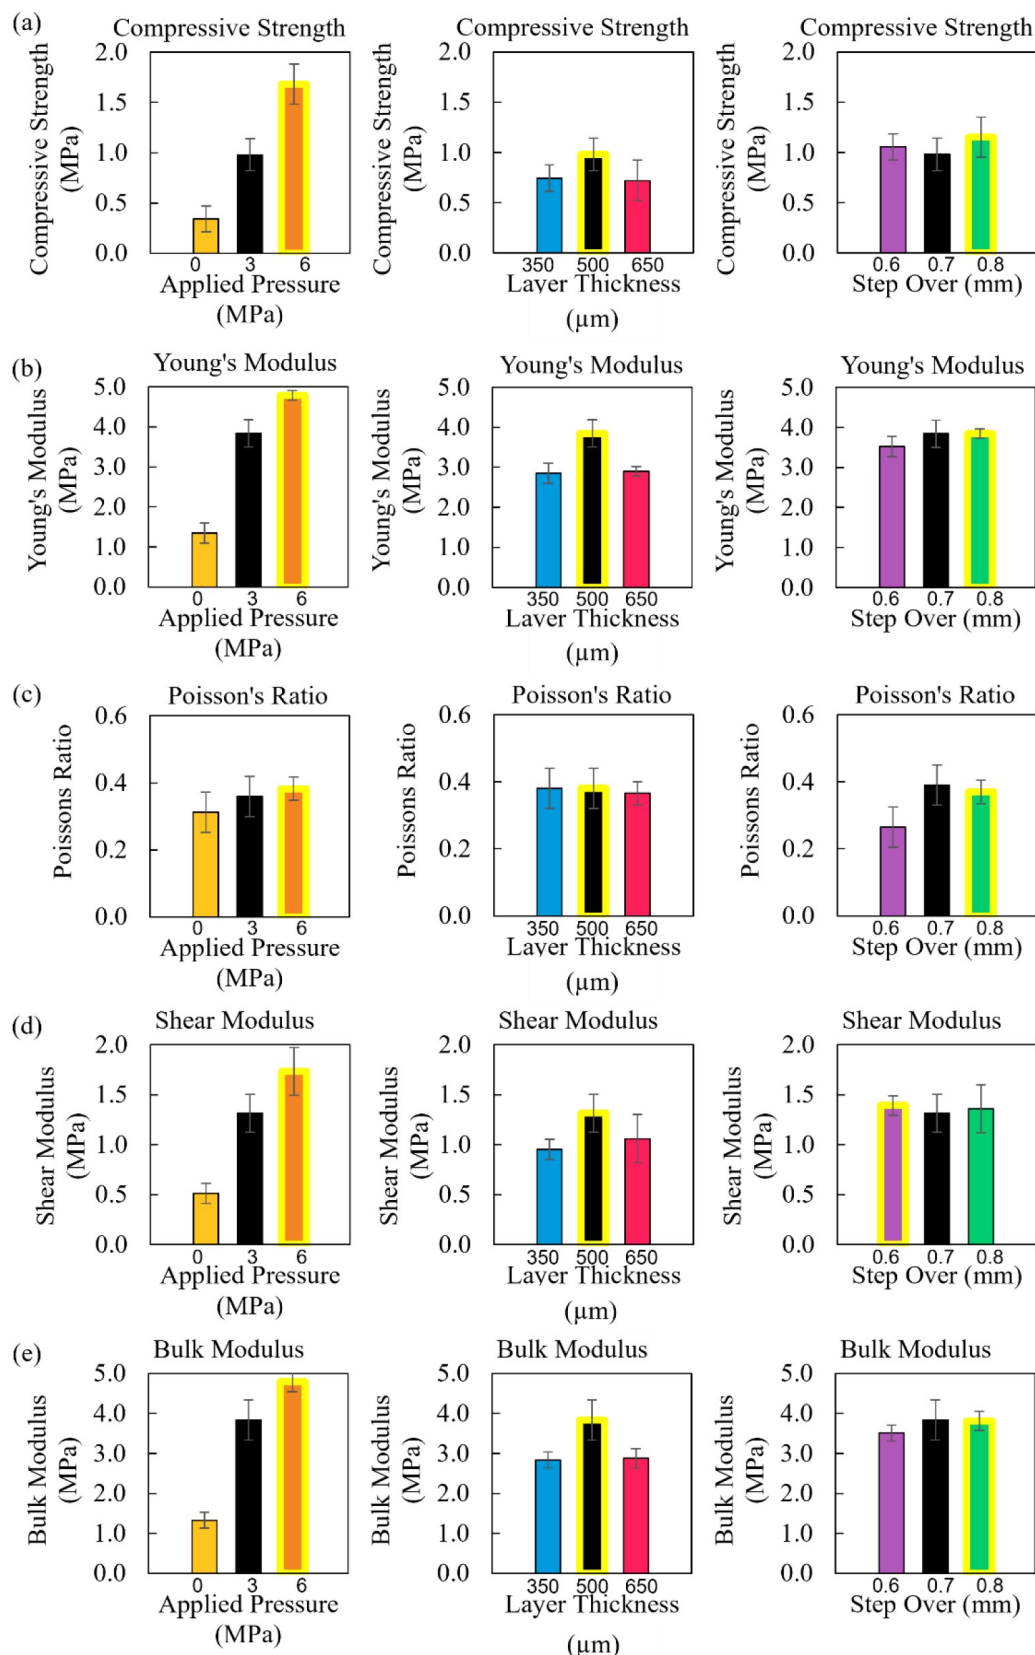 (a)
Compressive Strength
Compressive Strength
(MPa)
2.0
1.5
1.0
0.5
0.0
0 3 6
Applied Pressure
(MPa)
Compressive Strength
Compressive Strength
(MPa)
2.0
1.5
1.0
0.5
0.0
350 500 650
Layer Thickness
(µm)
Compressive Strength
Compressive Strength
(MPa)
2.0
1.5
1.0
0.5
0.0
0.6 0.7 0.8
Step Over (mm)
(b)
Young's Modulus
Young's Modulus
(MPa)
5.0
4.0
3.0
2.0
1.0
0.0
0 3 6
Applied Pressure
(MPa)
Young's Modulus
Young's Modulus
(MPa)
5.0
4.0
3.0
2.0
1.0
0.0
350 500 650
Layer Thickness
(µm)
Young's Modulus
Young's Modulus
(MPa)
5.0
4.0
3.0
2.0
1.0
0.0
0.6 0.7 0.8
Step Over (mm)
(c)
Poisson's Ratio
Poissons Ratio
0.6
0.4
0.2
0.0
0 3 6
Applied Pressure
(MPa)
Poisson's Ratio
Poissons Ratio
0.6
0.4
0.2
0.0
350 500 650
Layer Thickness
(µm)
Poisson's Ratio
Poissons Ratio
0.6
0.4
0.2
0.0
0.6 0.7 0.8
Step Over (mm)
(d)
Shear Modulus
Shear Modulus
(MPa)
2.0
1.5
1.0
0.5
0.0
0 3 6
Applied Pressure
(MPa)
Shear Modulus
Shear Modulus
(MPa)
2.0
1.5
1.0
0.5
0.0
350 500 650
Layer Thickness
(µm)
Shear Modulus
Shear Modulus
(MPa)
2.0
1.5
1.0
0.5
0.0
0.6 0.7 0.8
Step Over (mm)
(e)
Bulk Modulus
Bulk Modulus
(MPa)
5.0
4.0
3.0
2.0
1.0
0.0
0 3 6
Applied Pressure
(MPa)
Bulk Modulus
Bulk Modulus
(MPa)
5.0
4.0
3.0
2.0
1.0
0.0
350 500 650
Layer Thickness
(µm)
Bulk Modulus
Bulk Modulus
(MPa)
5.0
4.0
3.0
2.0
1.0
0.0
0.6 0.7 0.8
Step Over (mm)